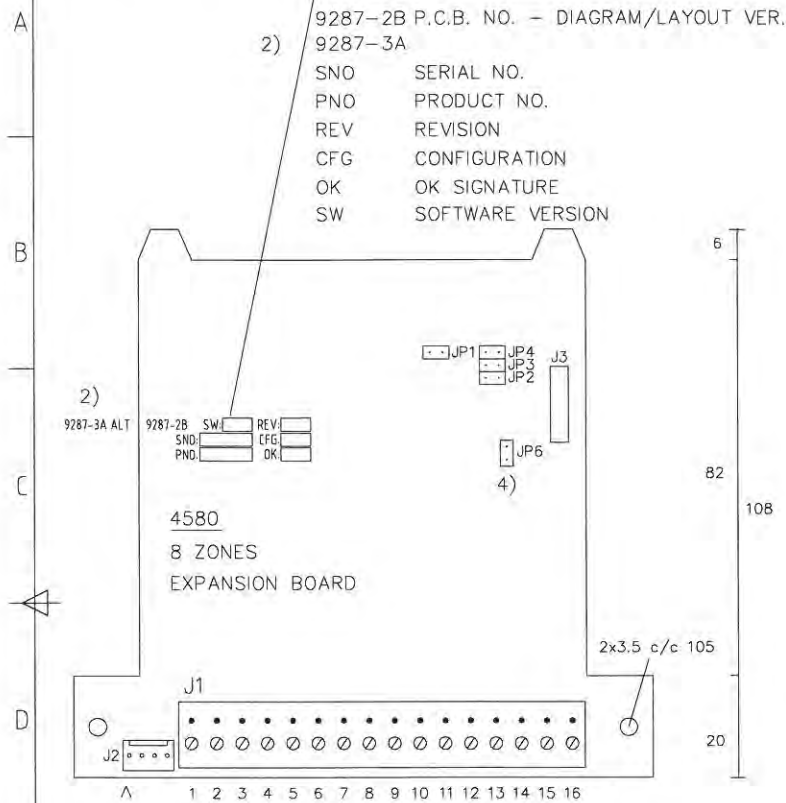 A
9287-2B P.C.B. NO. - DIAGRAM/LAYOUT VER.
2) 9287-3A
SNO SERIAL NO.
PNO PRODUCT NO.
REV REVISION
CFG CONFIGURATION
OK OK SIGNATURE
SW SOFTWARE VERSION
B
6
JP1 JP4
JP3
JP2
J3
2)
9287-3A ALT 9287-2B SW: REV:
SNO: CFG:
PNO: OK:
JP6
4)
C
82
108
4580
8 ZONES
EXPANSION BOARD
2x3.5 c/c 105
J1
D
J2
20
1 2 3 4 5 6 7 8 9 10 11 12 13 14 15 16